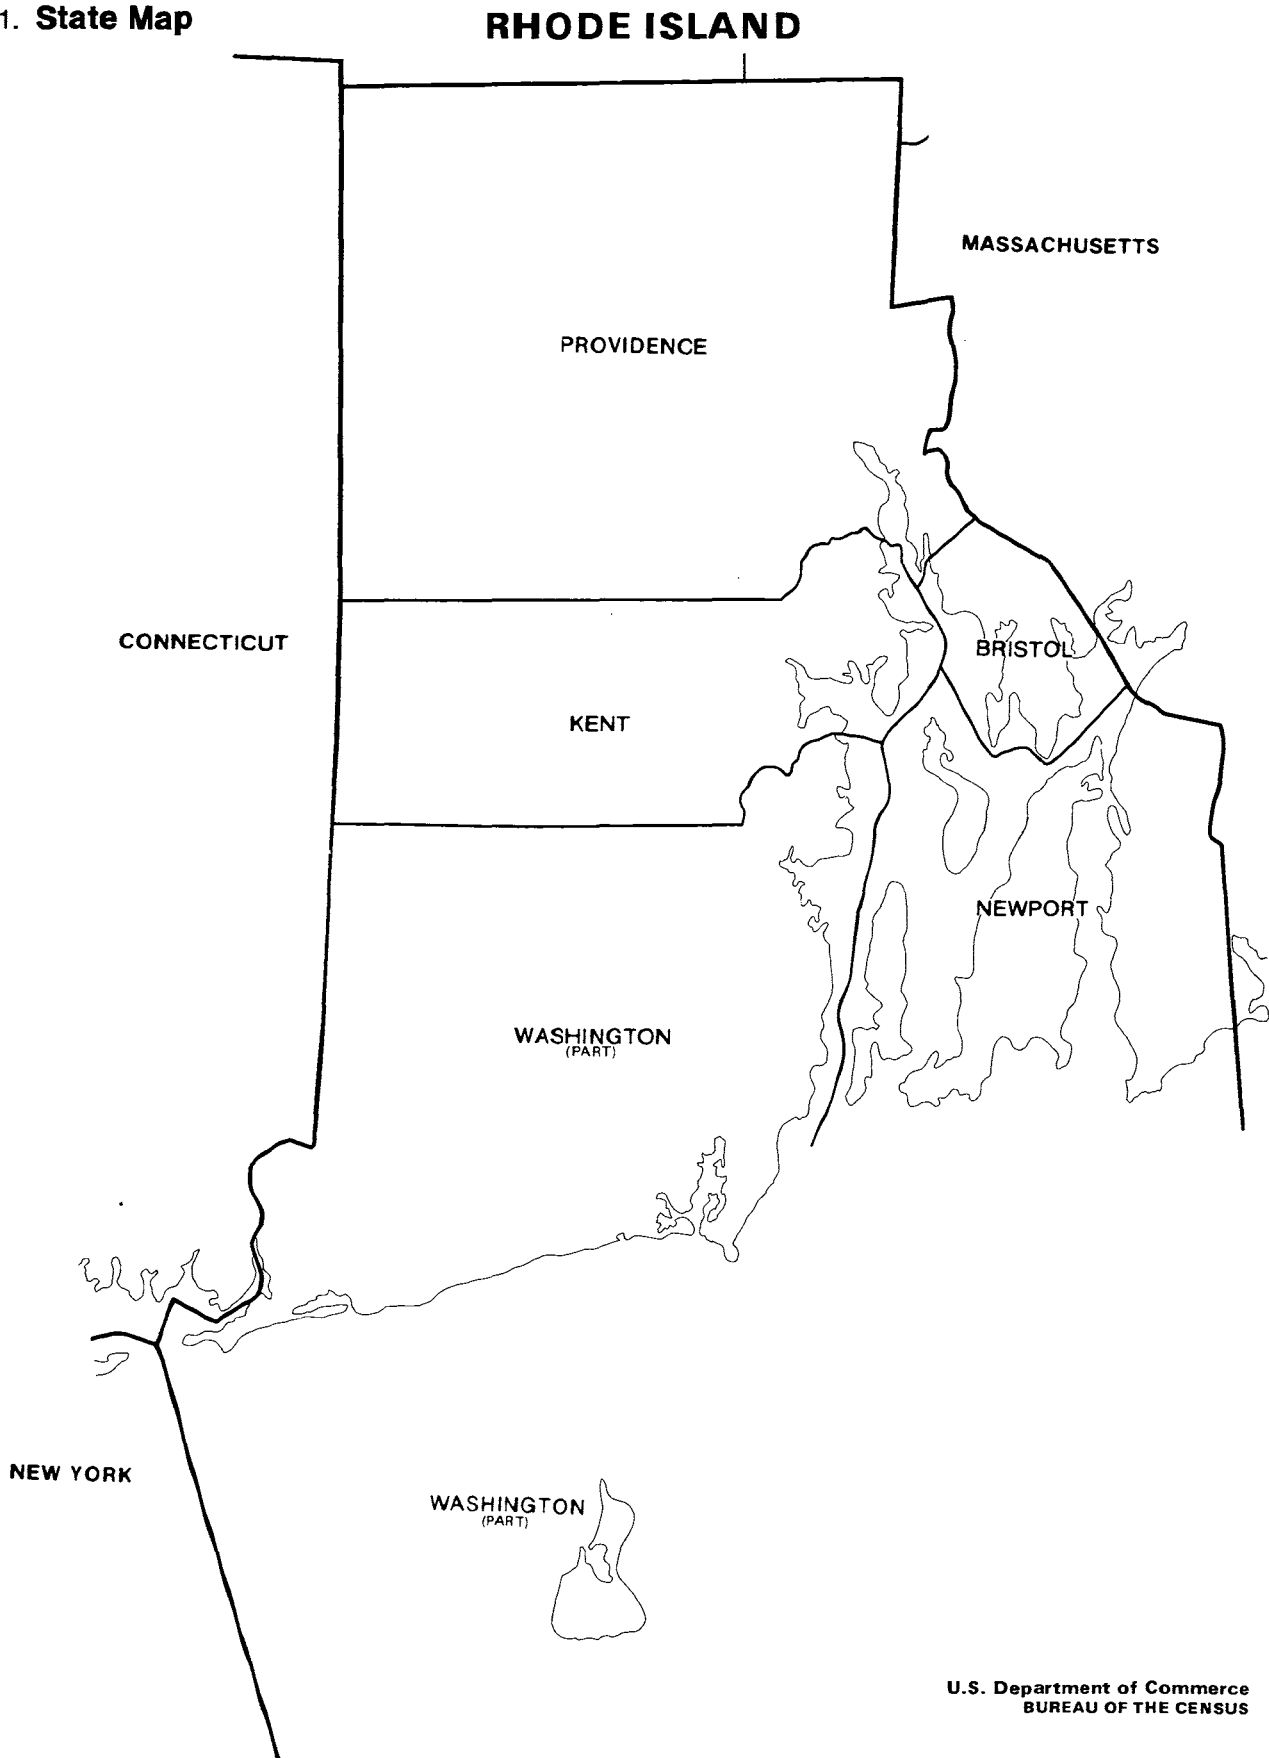 1. State Map
RHODE ISLAND
MASSACHUSETTS
PROVIDENCE
CONNECTICUT
BRISTOL
KENT
NEWPORT
WASHINGTON
(PART)
NEW YORK
WASHINGTON
(PART)
U.S. Department of Commerce
BUREAU OF THE CENSUS